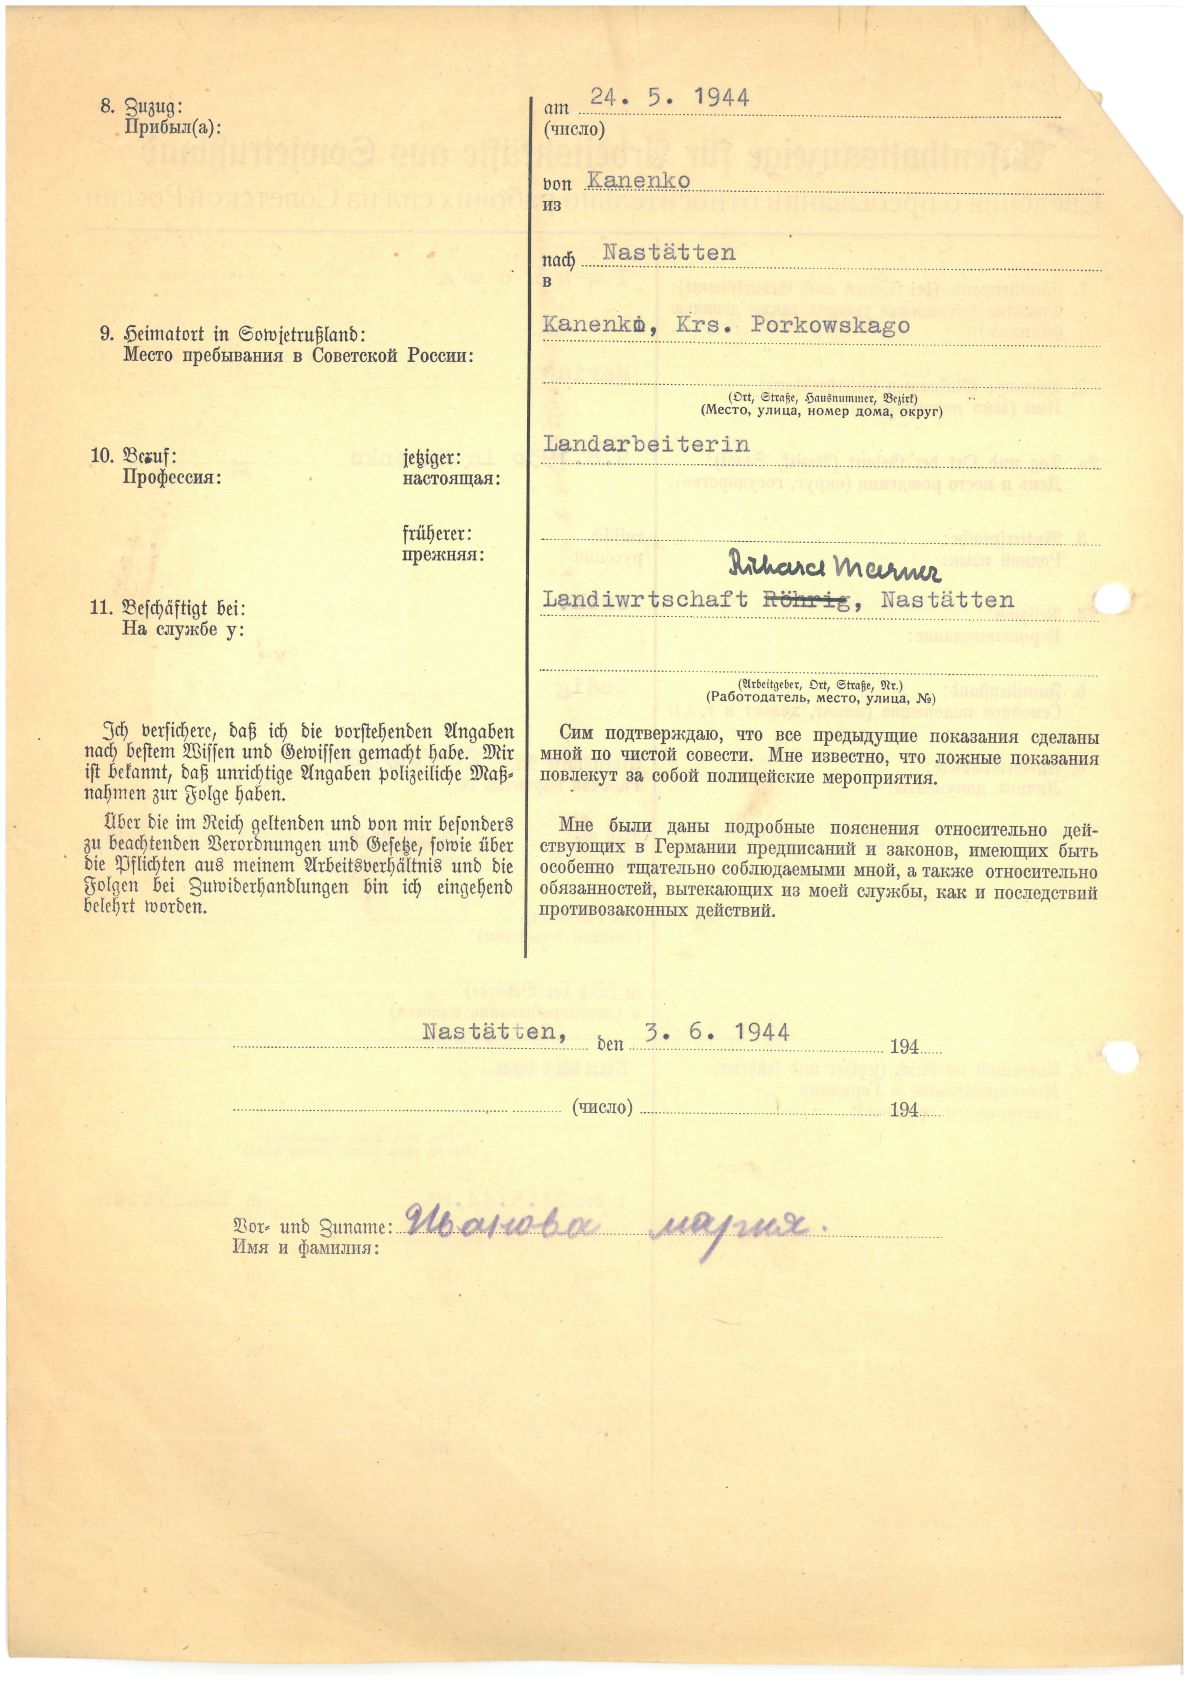 8. Zuzug: am 24. 5. 1944
Прибыл(а): (число)
von Kanenko
из
nach Nastätten
в
9. Heimatort in Sowjetrußland: Kanenko, Krs. Porkowskago
Место пребывания в Советской России:
(Ort, Straße, Hausnummer, Bezirk)
(Место, улица, номер дома, округ)
10. Beruf: jetziger: Landarbeiterin
Профессия: настоящая:
früherer:
прежняя:
Richard Marner
11. Beschäftigt bei: Landiwrtschaft Röhrig, Nastätten
На службе у:
(Arbeitgeber, Ort, Straße, Nr.)
(Работодатель, место, улица, №)
Ich versichere, daß ich die vorstehenden Angaben
nach bestem Wissen und Gewissen gemacht habe. Mir
ist bekannt, daß unrichtige Angaben polizeiliche Maß-
nahmen zur Folge haben.
Über die im Reich geltenden und von mir besonders
zu beachtenden Verordnungen und Gesetze, sowie über
die Pflichten aus meinem Arbeitsverhältnis und die
Folgen bei Zuwiderhandlungen bin ich eingehend
belehrt worden.
Сим подтверждаю, что все предыдущие показания сделаны
мной по чистой совести. Мне известно, что ложные показания
повлекут за собой полицейские мероприятия.
Мне были даны подробные пояснения относительно дей-
ствующих в Германии предписаний и законов, имеющих быть
особенно тщательно соблюдаемыми мной, а также относительно
обязанностей, вытекающих из моей службы, как и последствий
противозаконных действий.
Nastätten, den 3. 6. 1944 194
(число) 194
Vor- und Zuname: Иванова мария.
Имя и фамилия: